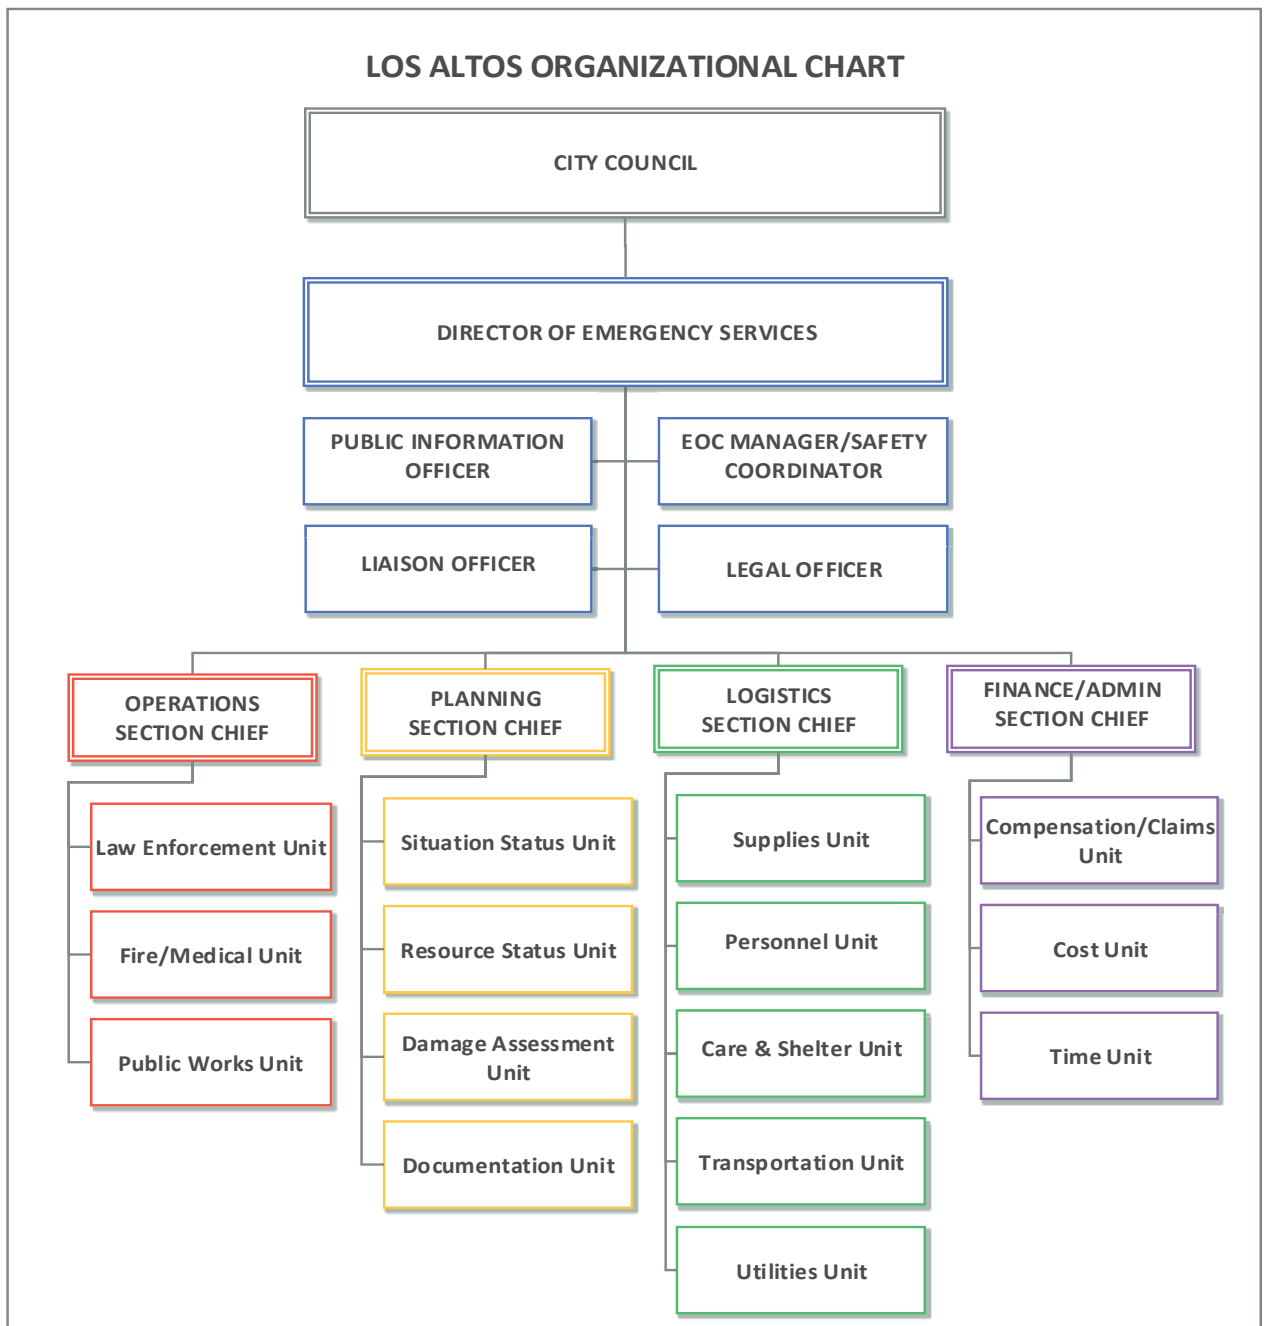 LOS ALTOS ORGANIZATIONAL CHART
CITY COUNCIL
DIRECTOR OF EMERGENCY SERVICES
PUBLIC INFORMATION
OFFICER
EOC MANAGER/SAFETY
COORDINATOR
LIAISON OFFICER
LEGAL OFFICER
OPERATIONS
SECTION CHIEF
PLANNING
SECTION CHIEF
LOGISTICS
SECTION CHIEF
FINANCE/ADMIN
SECTION CHIEF
Law Enforcement Unit
Fire/Medical Unit
Public Works Unit
Situation Status Unit
Resource Status Unit
Damage Assessment
Unit
Documentation Unit
Supplies Unit
Personnel Unit
Care & Shelter Unit
Transportation Unit
Utilities Unit
Compensation/Claims
Unit
Cost Unit
Time Unit